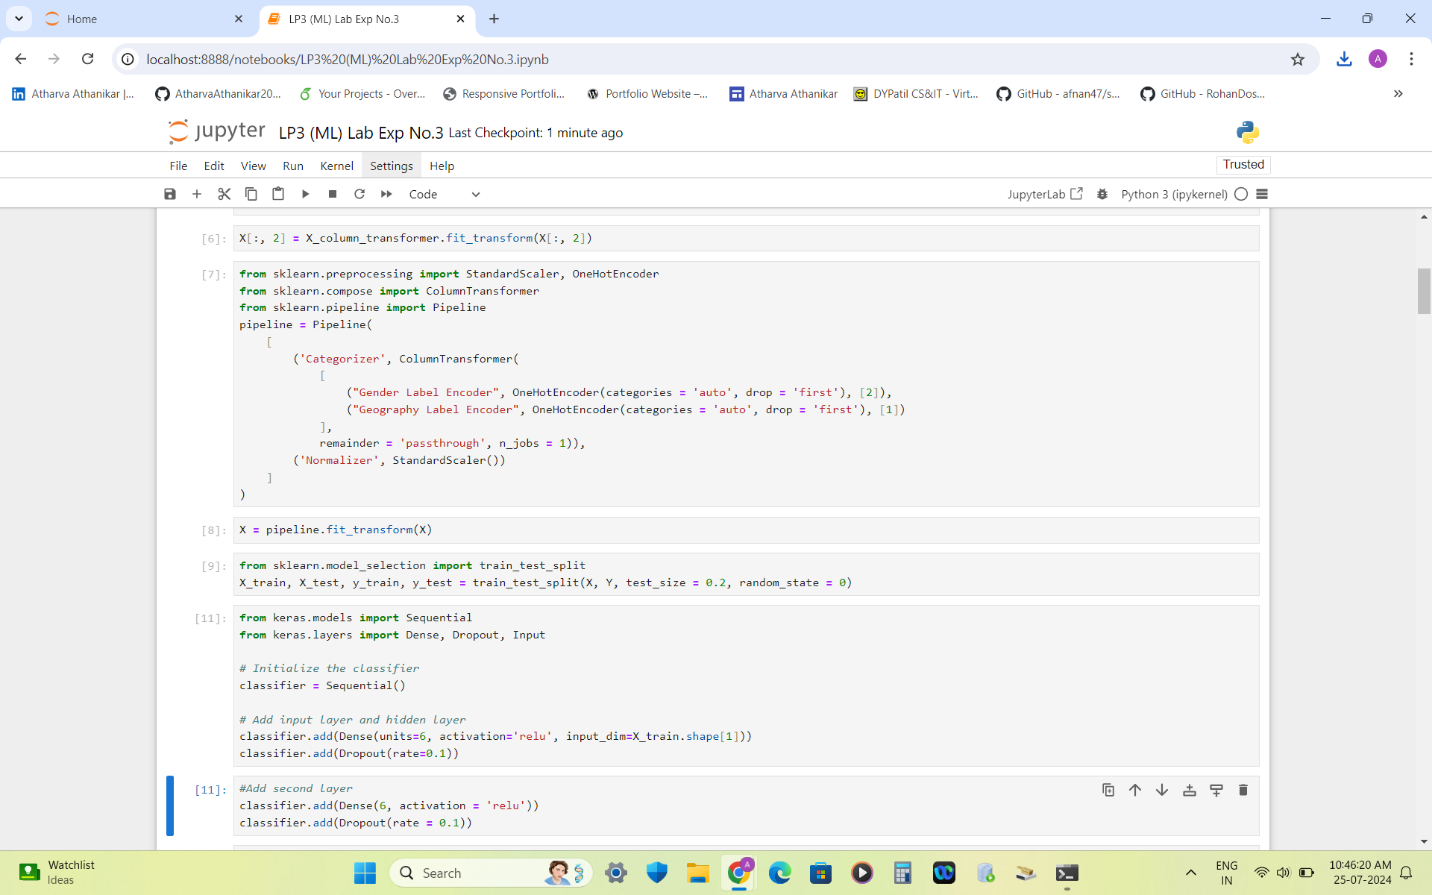 Home
LP3 (ML) Lab Exp No.3
localhost:8888/notebooks/LP3%20(ML)%20Lab%20Exp%20No.3.ipynb
A
Atharva Athanikar |...
AtharvaAthanikar20...
Your Projects - Over...
Responsive Portfoli...
Portfolio Website –...
Atharva Athanikar
DYPatil CS&IT - Virt...
GitHub - afnan47/s...
GitHub - RohanDos...
jupyter LP3 (ML) Lab Exp No.3 Last Checkpoint: 1 minute ago
File Edit View Run Kernel Settings Help
Trusted
Code
JupyterLab
Python 3 (ipykernel)
[6]: X[:, 2] = X_column_transformer.fit_transform(X[:, 2])
[7]: from sklearn.preprocessing import StandardScaler, OneHotEncoder
from sklearn.compose import ColumnTransformer
from sklearn.pipeline import Pipeline
pipeline = Pipeline(
[
('Categorizer', ColumnTransformer(
[
("Gender Label Encoder", OneHotEncoder(categories = 'auto', drop = 'first'), [2]),
("Geography Label Encoder", OneHotEncoder(categories = 'auto', drop = 'first'), [1])
],
remainder = 'passthrough', n_jobs = 1)),
('Normalizer', StandardScaler())
]
)
[8]: X = pipeline.fit_transform(X)
[9]: from sklearn.model_selection import train_test_split
X_train, X_test, y_train, y_test = train_test_split(X, Y, test_size = 0.2, random_state = 0)
[11]: from keras.models import Sequential
from keras.layers import Dense, Dropout, Input
# Initialize the classifier
classifier = Sequential()
# Add input layer and hidden layer
classifier.add(Dense(units=6, activation='relu', input_dim=X_train.shape[1]))
classifier.add(Dropout(rate=0.1))
[11]: #Add second layer
classifier.add(Dense(6, activation = 'relu'))
classifier.add(Dropout(rate = 0.1))
Watchlist
Ideas
Search
A
ENG
IN
10:46:20 AM
25-07-2024